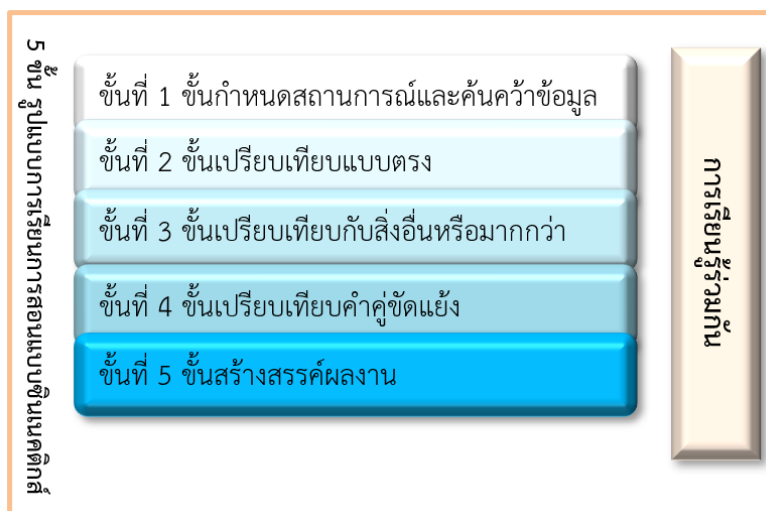 5 ขั้น รูปแบบการเรียนการสอนแบบซินเนคติกส์
ขั้นที่ 1 ขั้นกำหนดสถานการณ์และค้นคว้าข้อมูล
ขั้นที่ 2 ขั้นเปรียบเทียบแบบตรง
ขั้นที่ 3 ขั้นเปรียบเทียบกับสิ่งอื่นหรือมากกว่า
ขั้นที่ 4 ขั้นเปรียบเทียบคำคู่ขัดแย้ง
ขั้นที่ 5 ขั้นสร้างสรรค์ผลงาน
การเรียนรู้ร่วมกัน